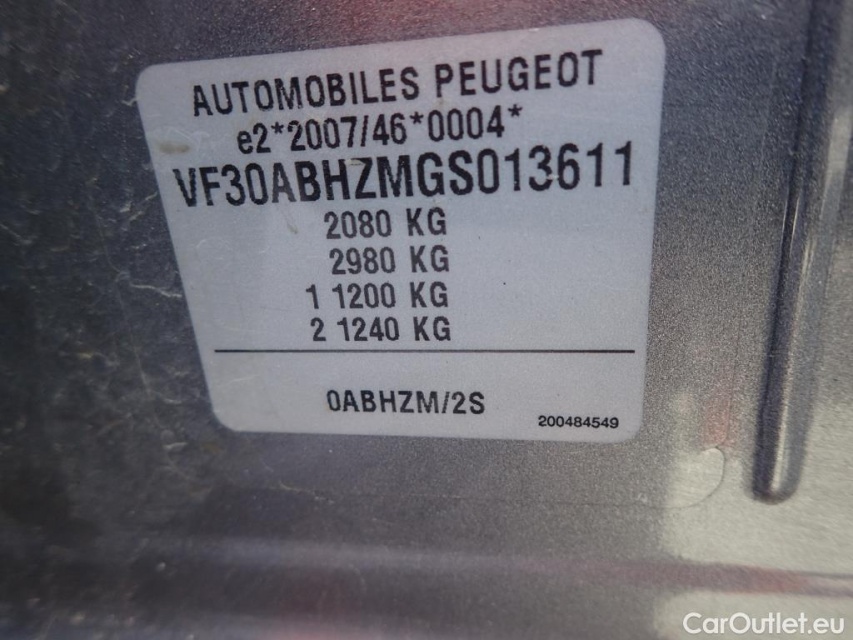 AUTOMOBILES PEUGEOT
e2*2007/46*0004*
VF30ABHZMGS013611
2080 KG
2980 KG
1 1200 KG
2 1240 KG
0ABHZM/2S
200484549
CarOutlet.eu